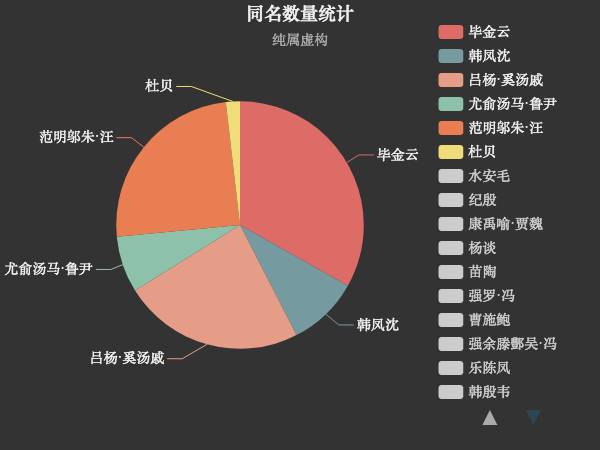 同名数量统计
纯属虚构
毕金云
韩凤沈
吕杨·奚汤戚
尤俞汤马·鲁尹
范明邬朱·汪
杜贝
水安毛
纪殷
康禹喻·贾魏
杨谈
苗陶
强罗·冯
曹施鲍
强余滕酆吴·冯
乐陈凤
韩殷韦
杜贝
范明邬朱·汪
毕金云
尤俞汤马·鲁尹
韩凤沈
吕杨·奚汤戚